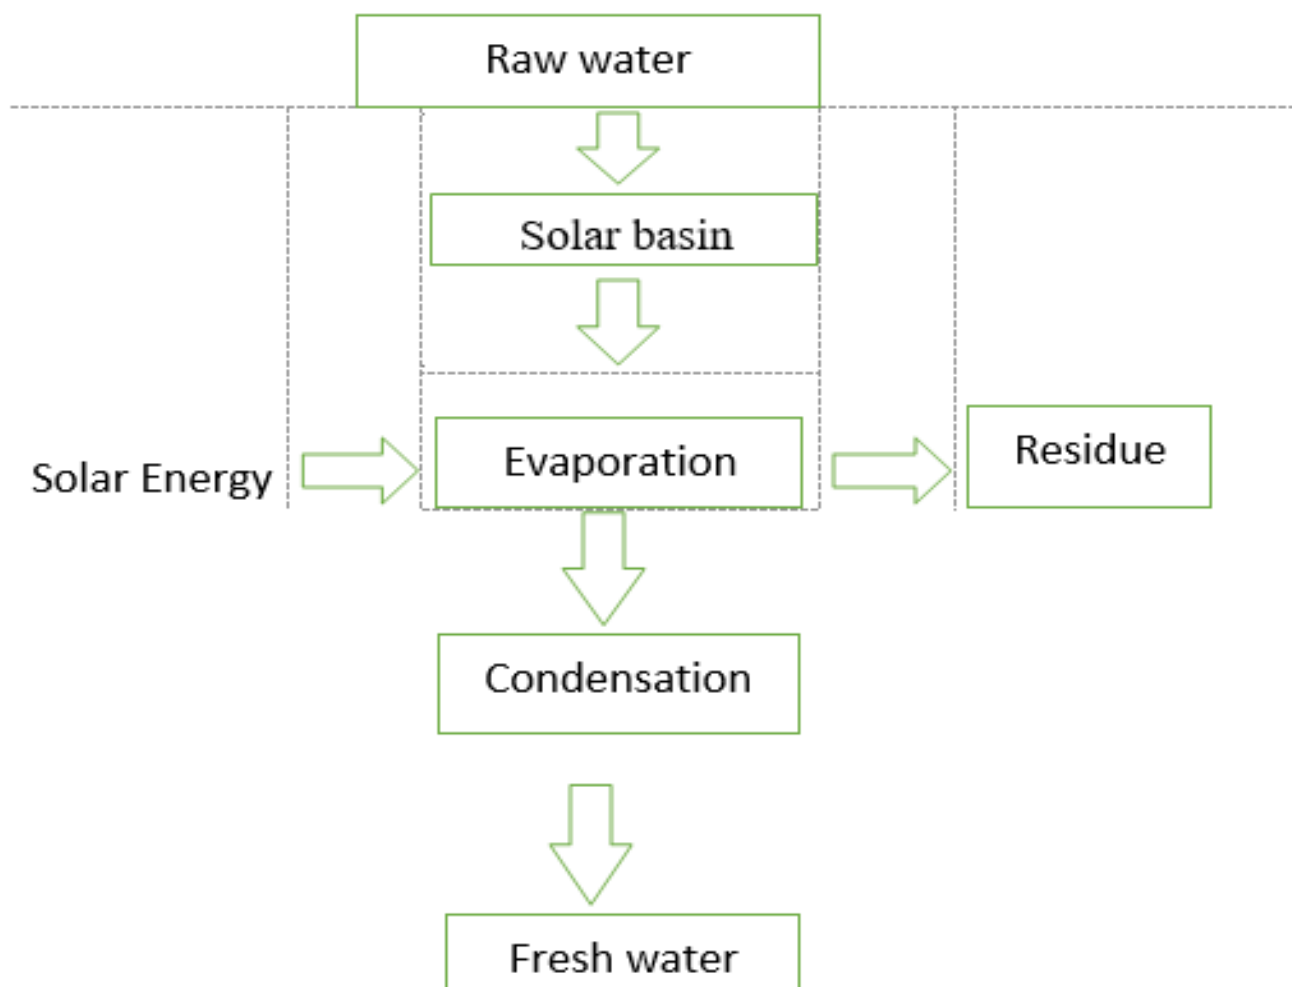 Raw water
Solar basin
Solar Energy
Evaporation
Residue
Condensation
Fresh water